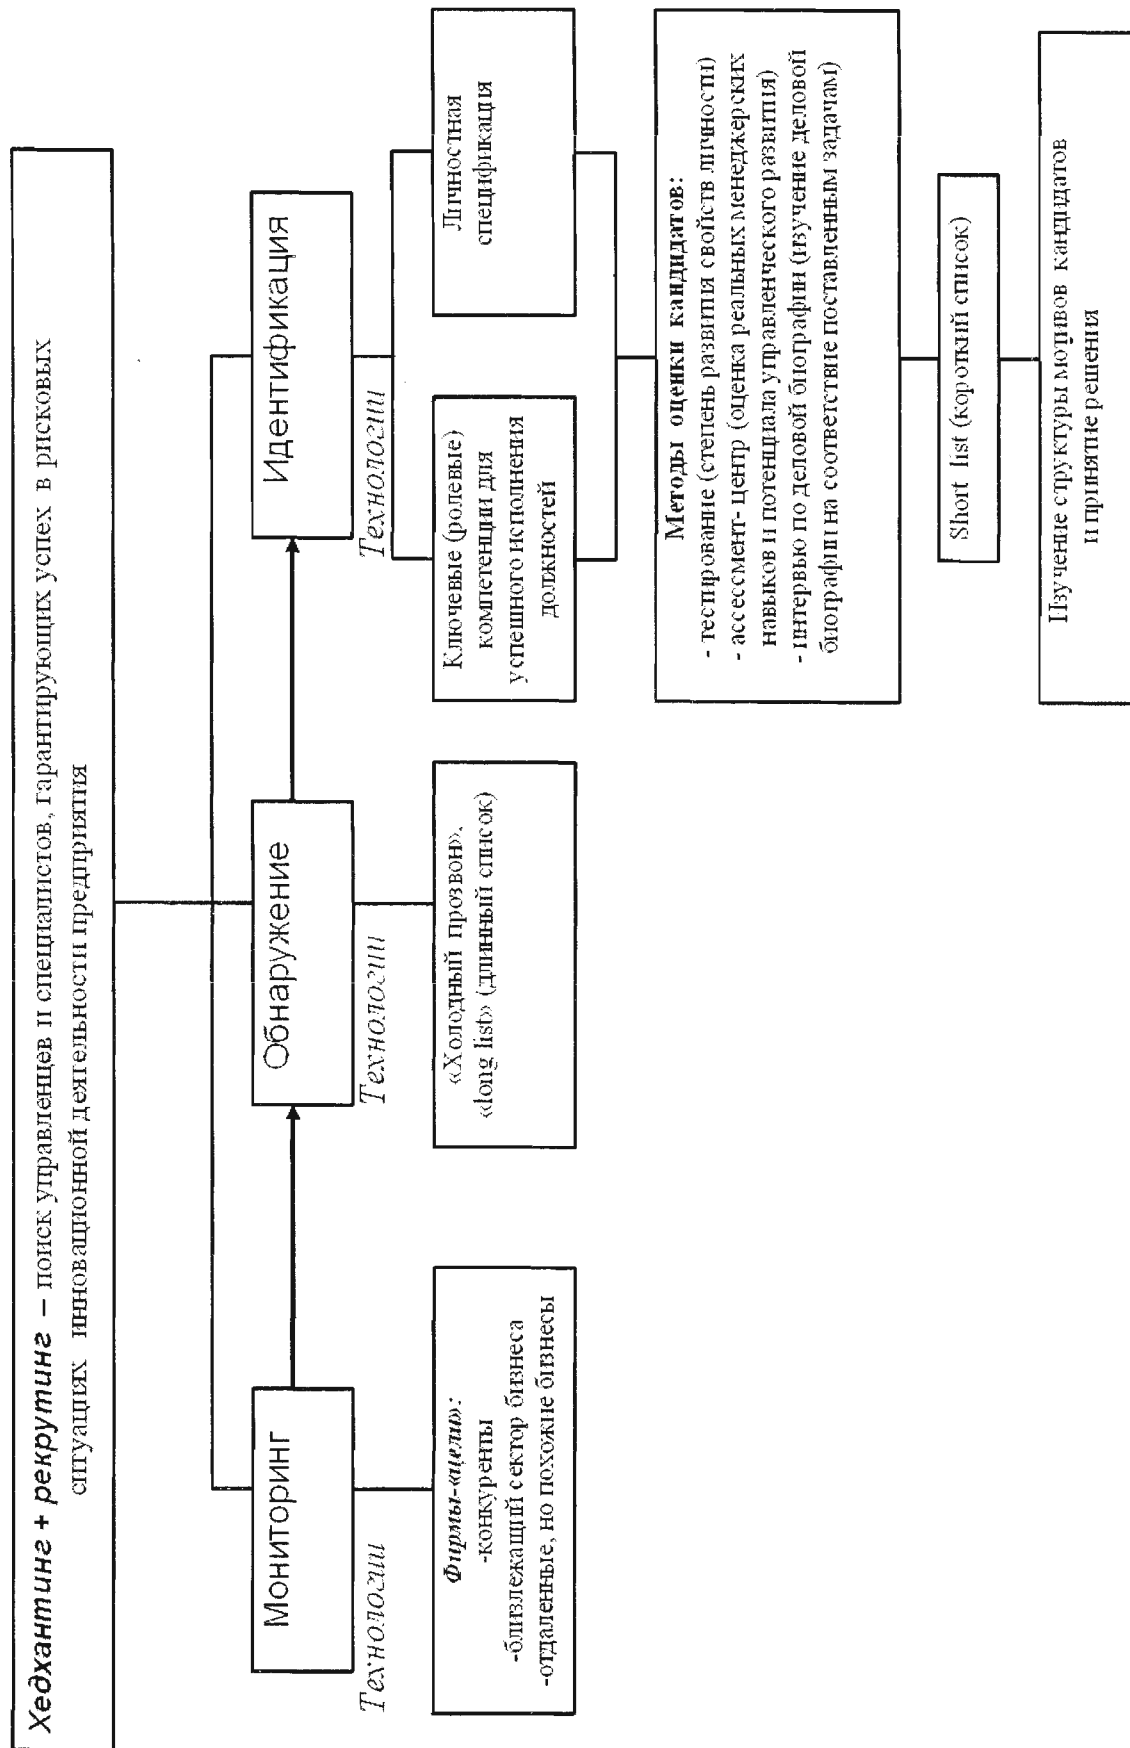 Хедхантинг + рекрутинг – поиск управленцев и специалистов, гарантирующих успех в рисковых
ситуациях инновационной деятельности предприятия
Мониторинг
Обнаружение
Идентификация
Технологии
Технологии
Технологии
Фирмы-«цели»:
-конкуренты
-близлежащий сектор бизнеса
-отдаленные, но похожие бизнесы
«Холодный прозвон».
«long list» (длинный список)
Ключевые (ролевые)
компетенции для
успешного исполнения
должностей
Личностная
спецификация
Методы оценки кандидатов:
- тестирование (степень развития свойств личности)
- ассессмент- центр (оценка реальных менеджерских
навыков и потенциала управленческого развития)
- интервью по деловой биографии (изучение деловой
биографии на соответствие поставленным задачам)
Short list (короткий список)
Изучение структуры мотивов кандидатов
и принятие решения